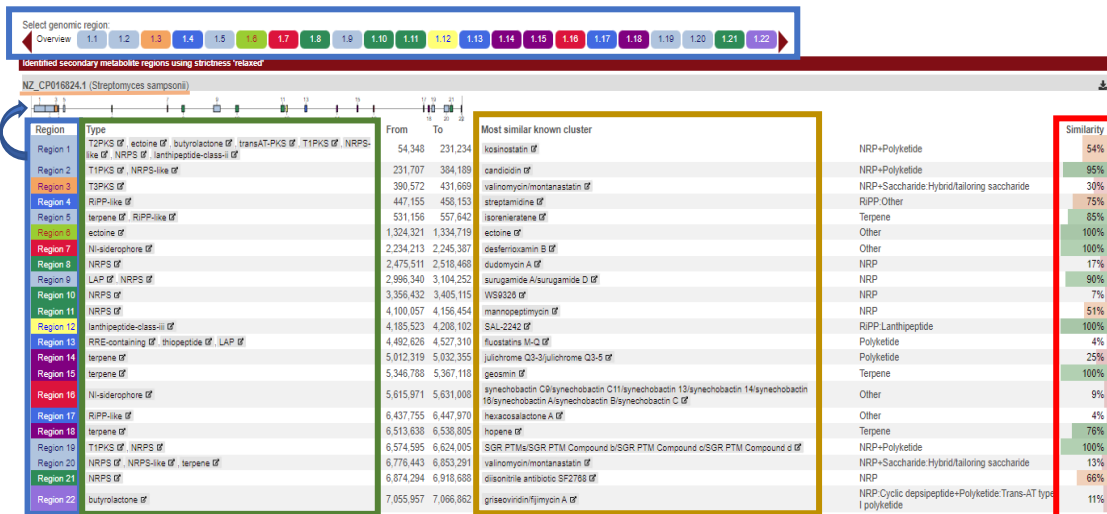 Select genomic region:
Overview 1.1 1.2 1.3 1.4 1.5 1.6 1.7 1.8 1.9 1.10 1.11 1.12 1.13 1.14 1.15 1.16 1.17 1.18 1.19 1.20 1.21 1.22
Identified secondary metabolite regions using strictness 'relaxed'
NZ_CP016824.1 (Streptomyces sampsonii)
Region Type From To Most similar known cluster Similarity
Region 1 T2PKS , ectoine , butyrolactone , transAT-PKS , T1PKS , NRPS-
like , NRPS , lanthipeptide-class-ii 54,348 231,234 kosinostatin NRP+Polyketide 54%
Region 2 T1PKS , NRPS-like 231,707 384,189 candicidin NRP+Polyketide 95%
Region 3 T3PKS 390,572 431,669 valinomycin/montanastatin NRP+Saccharide:Hybrid/tailoring saccharide 30%
Region 4 RiPP-like 447,155 458,153 streptamidine RiPP:Other 75%
Region 5 terpene , RiPP-like 531,156 557,642 isorenieratene Terpene 85%
Region 6 ectoine 1,324,321 1,334,719 ectoine Other 100%
Region 7 NI-siderophore 2,234,213 2,245,387 desferrioxamin B Other 100%
Region 8 NRPS 2,475,511 2,518,468 dudomycin A NRP 17%
Region 9 LAP , NRPS 2,996,340 3,104,252 surugamide A/surugamide D NRP 90%
Region 10 NRPS 3,356,432 3,405,115 WS9326 NRP 7%
Region 11 NRPS 4,100,057 4,156,454 mannopeptimycin NRP 51%
Region 12 lanthipeptide-class-iii 4,185,523 4,208,102 SAL-2242 RiPP:Lanthipeptide 100%
Region 13 RRE-containing , thiopeptide , LAP 4,492,626 4,527,310 fluostatins M-Q Polyketide 4%
Region 14 terpene 5,012,319 5,032,355 julichrome Q3-3/julichrome Q3-5 Polyketide 25%
Region 15 terpene 5,346,788 5,367,118 geosmin Terpene 100%
Region 16 NI-siderophore 5,615,971 5,631,008 synechobactin C9/synechobactin C11/synechobactin 13/synechobactin 14/synechobactin
16/synechobactin A/synechobactin B/synechobactin C Other 9%
Region 17 RiPP-like 6,437,755 6,447,970 hexacosalactone A Other 4%
Region 18 terpene 6,513,638 6,538,805 hopene Terpene 76%
Region 19 T1PKS , NRPS 6,574,595 6,624,005 SGR PTMs/SGR PTM Compound b/SGR PTM Compound c/SGR PTM Compound d NRP+Polyketide 100%
Region 20 NRPS , NRPS-like , terpene 6,776,443 6,853,291 valinomycin/montanastatin NRP+Saccharide:Hybrid/tailoring saccharide 13%
Region 21 NRPS 6,874,294 6,918,688 diisonitrile antibiotic SF2768 NRP 66%
Region 22 butyrolactone 7,055,957 7,066,862 griseoviridin/fijimycin A NRP:Cyclic depsipeptide+Polyketide:Trans-AT type
I polyketide 11%